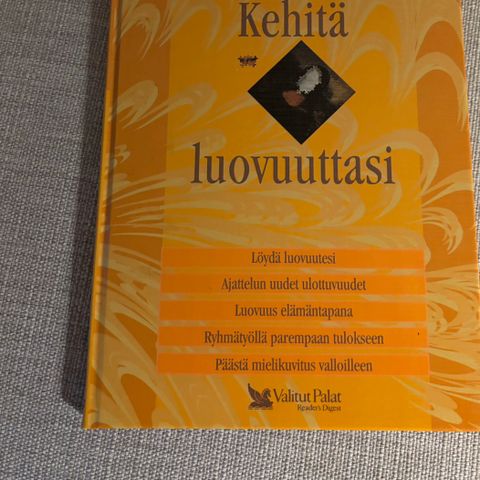 Kehitä
luovuuttasi
Löydä luovuutesi
Ajattelun uudet ulottuvuudet
Luovuus elämäntapana
Ryhmätyöllä parempaan tulokseen
Päästä mielikuvitus valloilleen
Valitut Palat
Reader's Digest